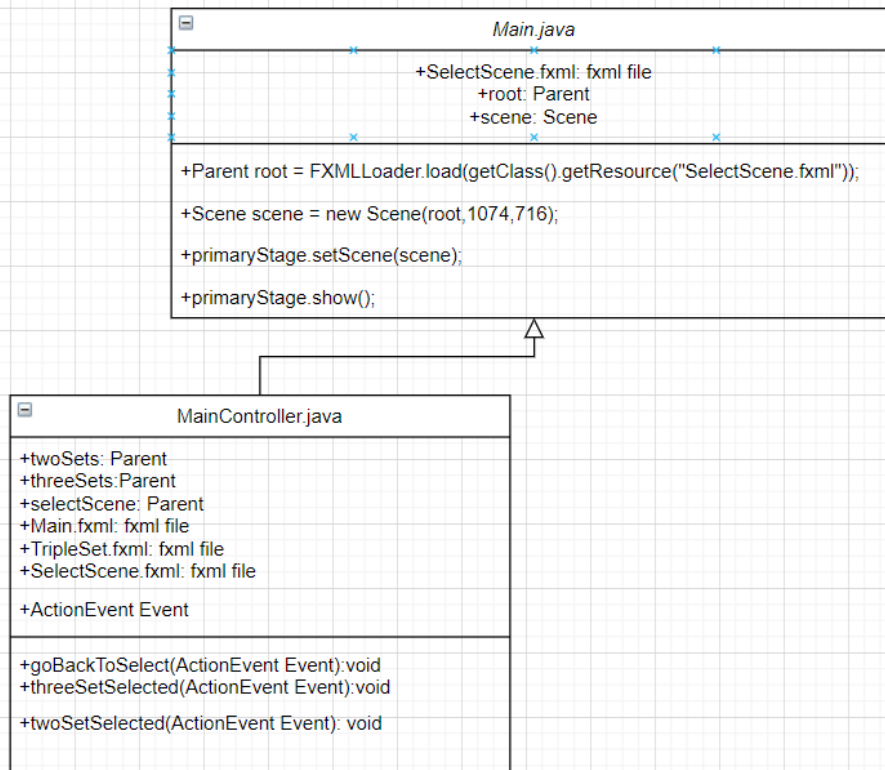 Main.java
+SelectScene.fxml: fxml file
+root: Parent
+scene: Scene
+Parent root = FXMLLoader.load(getClass().getResource("SelectScene.fxml"));
+Scene scene = new Scene(root,1074,716);
+primaryStage.setScene(scene);
+primaryStage.show();
MainController.java
+twoSets: Parent
+threeSets:Parent
+selectScene: Parent
+Main.fxml: fxml file
+TripleSet.fxml: fxml file
+SelectScene.fxml: fxml file
+ActionEvent Event
+goBackToSelect(ActionEvent Event):void
+threeSetSelected(ActionEvent Event):void
+twoSetSelected(ActionEvent Event): void